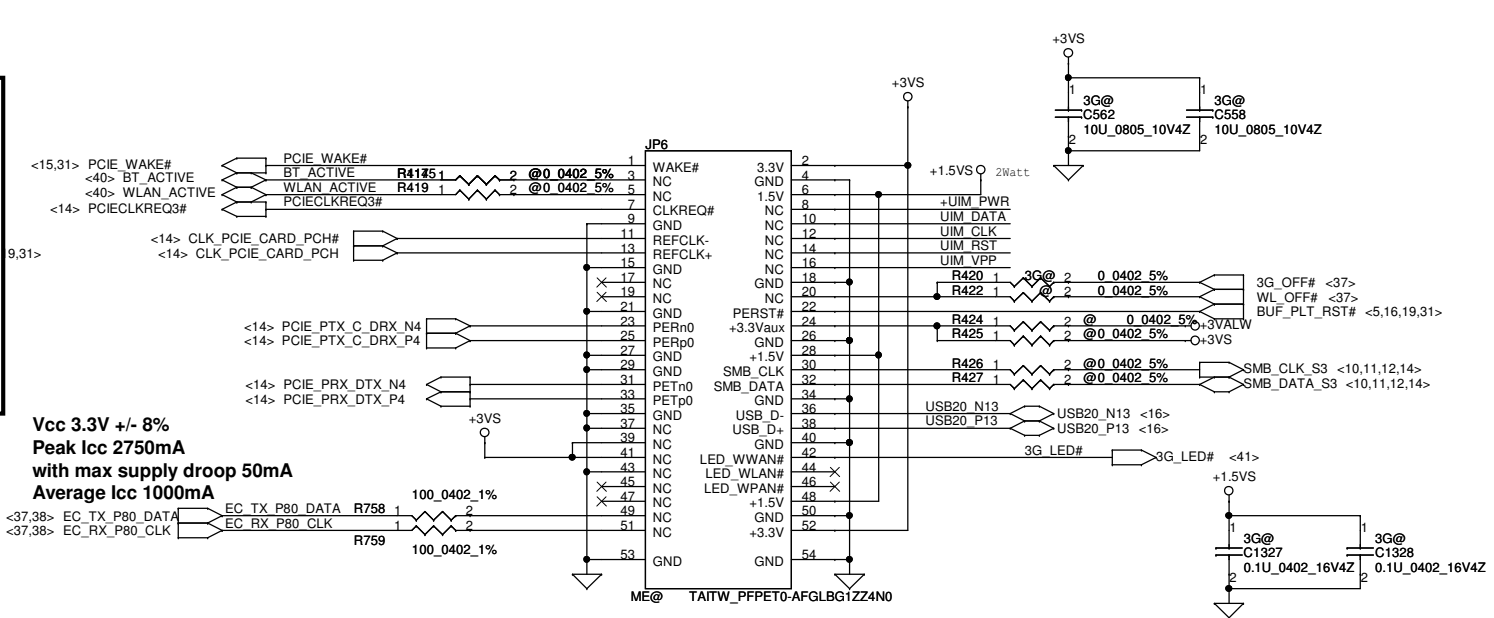 +3VS
3G@
C562
10U_0805_10V4Z
3G@
C558
10U_0805_10V4Z
1
2
1
2
+3VS
JP6
<15,31> PCIE_WAKE# PCIE_WAKE# 1 WAKE# 3.3V 2
<40> BT_ACTIVE BT_ACTIVE 1 2 @0_0402_5% 3 NC GND 4
<40> WLAN_ACTIVE WLAN_ACTIVE R419 1 2 @0_0402_5% 5 NC 1.5V 6
+1.5VS 2Watt
<14> PCIECLKREQ3# PCIECLKREQ3# 7 CLKREQ# NC 8 +UIM_PWR
9 GND NC 10 UIM_DATA
<14> CLK_PCIE_CARD_PCH# 11 REFCLK- NC 12 UIM_CLK
9,31> <14> CLK_PCIE_CARD_PCH 13 REFCLK+ NC 14 UIM_RST
15 GND NC 16 UIM_VPP
17 NC GND 18 R420 1 3G@ 2 0_0402_5% 3G_OFF# <37>
19 NC NC 20 R422 1 @ 2 0_0402_5% WL_OFF# <37>
21 GND PERST# 22 BUF_PLT_RST# <5,16,19,31>
<14> PCIE_PTX_C_DRX_N4 23 PERn0 +3.3Vaux 24 R424 1 2 @ 0_0402_5% +3VALW
<14> PCIE_PTX_C_DRX_P4 25 PERp0 GND 26 R425 1 2 @0_0402_5% +3VS
27 GND +1.5V 28
29 GND SMB_CLK 30 R426 1 2 @0_0402_5% SMB_CLK_S3 <10,11,12,14>
<14> PCIE_PRX_DTX_N4 31 PETn0 SMB_DATA 32 R427 1 2 @0_0402_5% SMB_DATA_S3 <10,11,12,14>
<14> PCIE_PRX_DTX_P4 33 PETp0 GND 34
35 GND USB_D- 36 USB20_N13 USB20_N13 <16>
+3VS 37 NC USB_D+ 38 USB20_P13 USB20_P13 <16>
39 NC GND 40
41 NC LED_WWAN# 42 3G_LED# 3G_LED# <41>
43 NC LED_WLAN# 44
45 NC LED_WPAN# 46
47 NC +1.5V 48
49 NC GND 50
51 NC +3.3V 52
53 GND GND 54
ME@ TAITW_PFPET0-AFGLBG1ZZ4N0
Vcc 3.3V +/- 8%
Peak Icc 2750mA
with max supply droop 50mA
Average Icc 1000mA
100_0402_1%
<37,38> EC_TX_P80_DATA EC_TX_P80_DATA R758 1 2
<37,38> EC_RX_P80_CLK EC_RX_P80_CLK 1 2
R759
100_0402_1%
+1.5VS
3G@
C1327
0.1U_0402_16V4Z
3G@
C1328
0.1U_0402_16V4Z
1
2
1
2